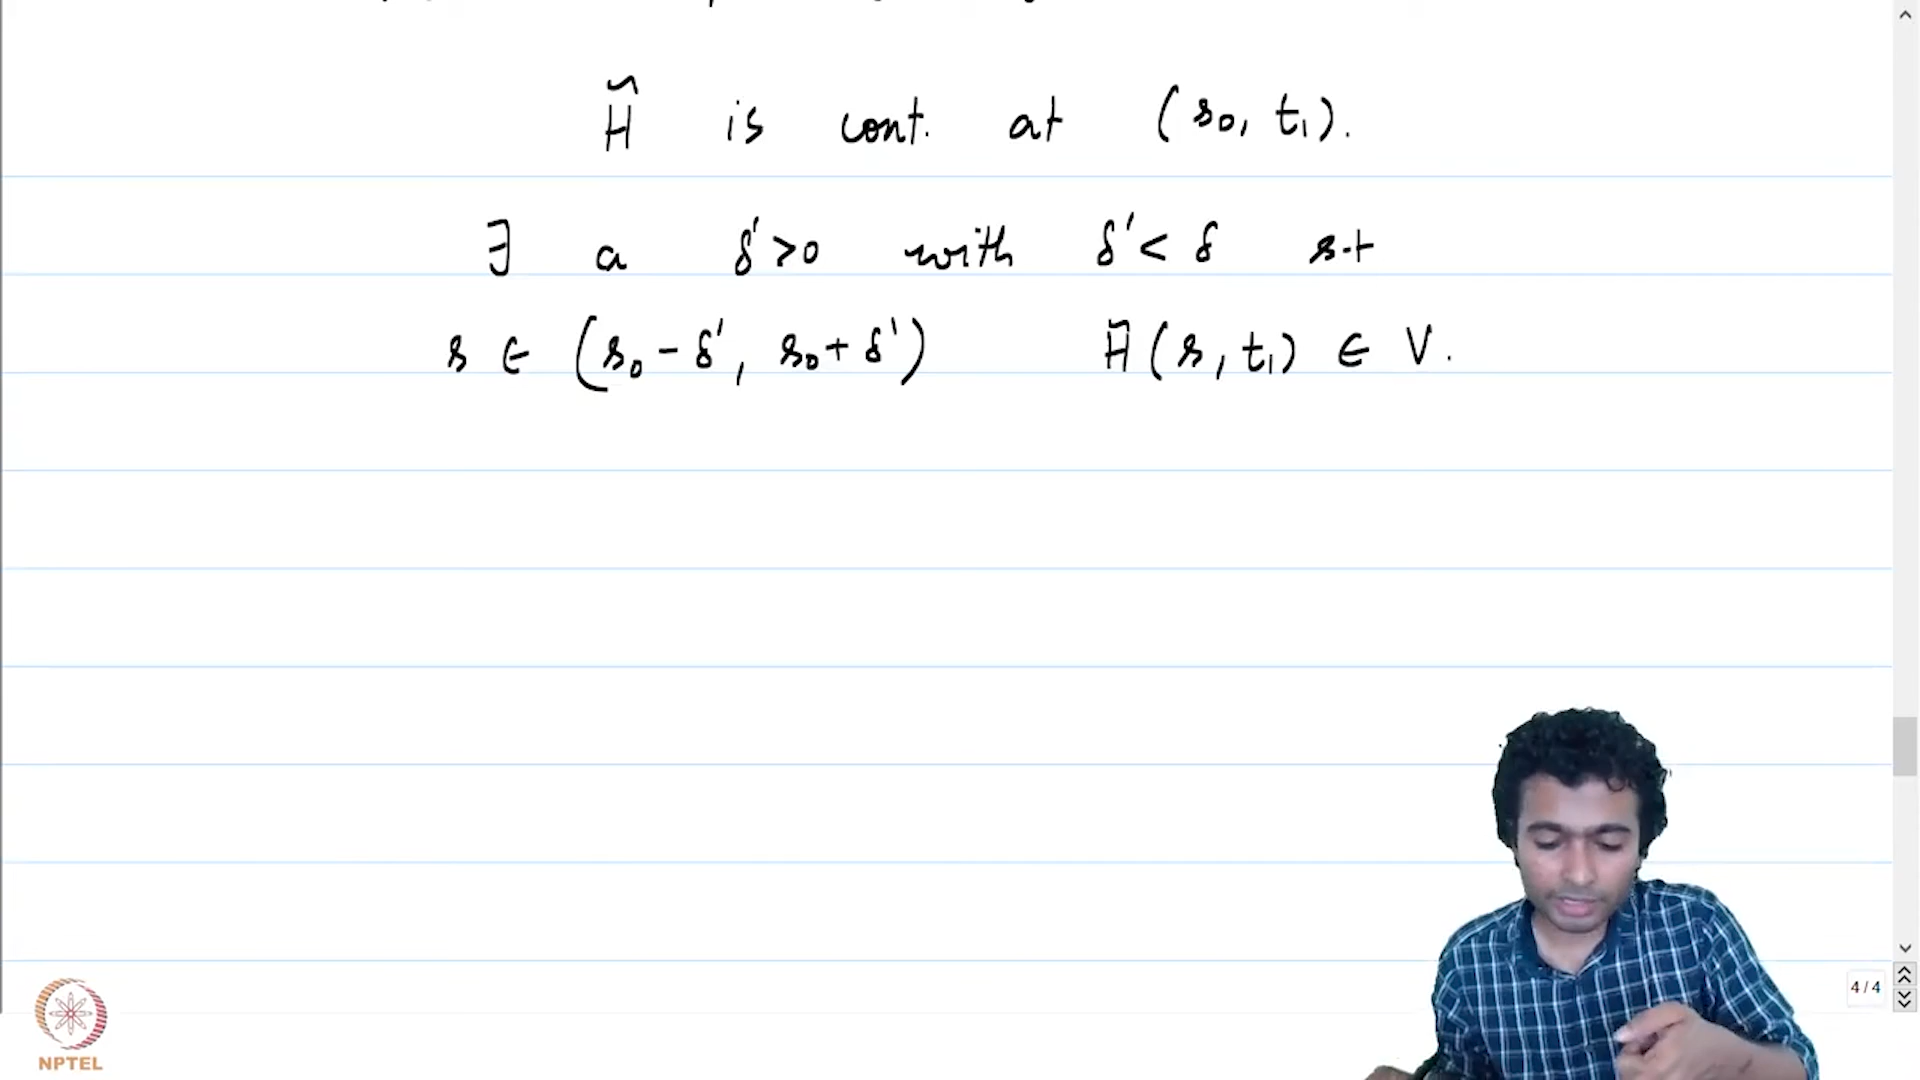 H̃ is cont. at (s₀, t₁).
∃ a δ'>0 with δ' < δ s.t
s ∈ (s₀ - δ', s₀ + δ') H̃(s, t₁) ∈ V.
4 / 4
NPTEL